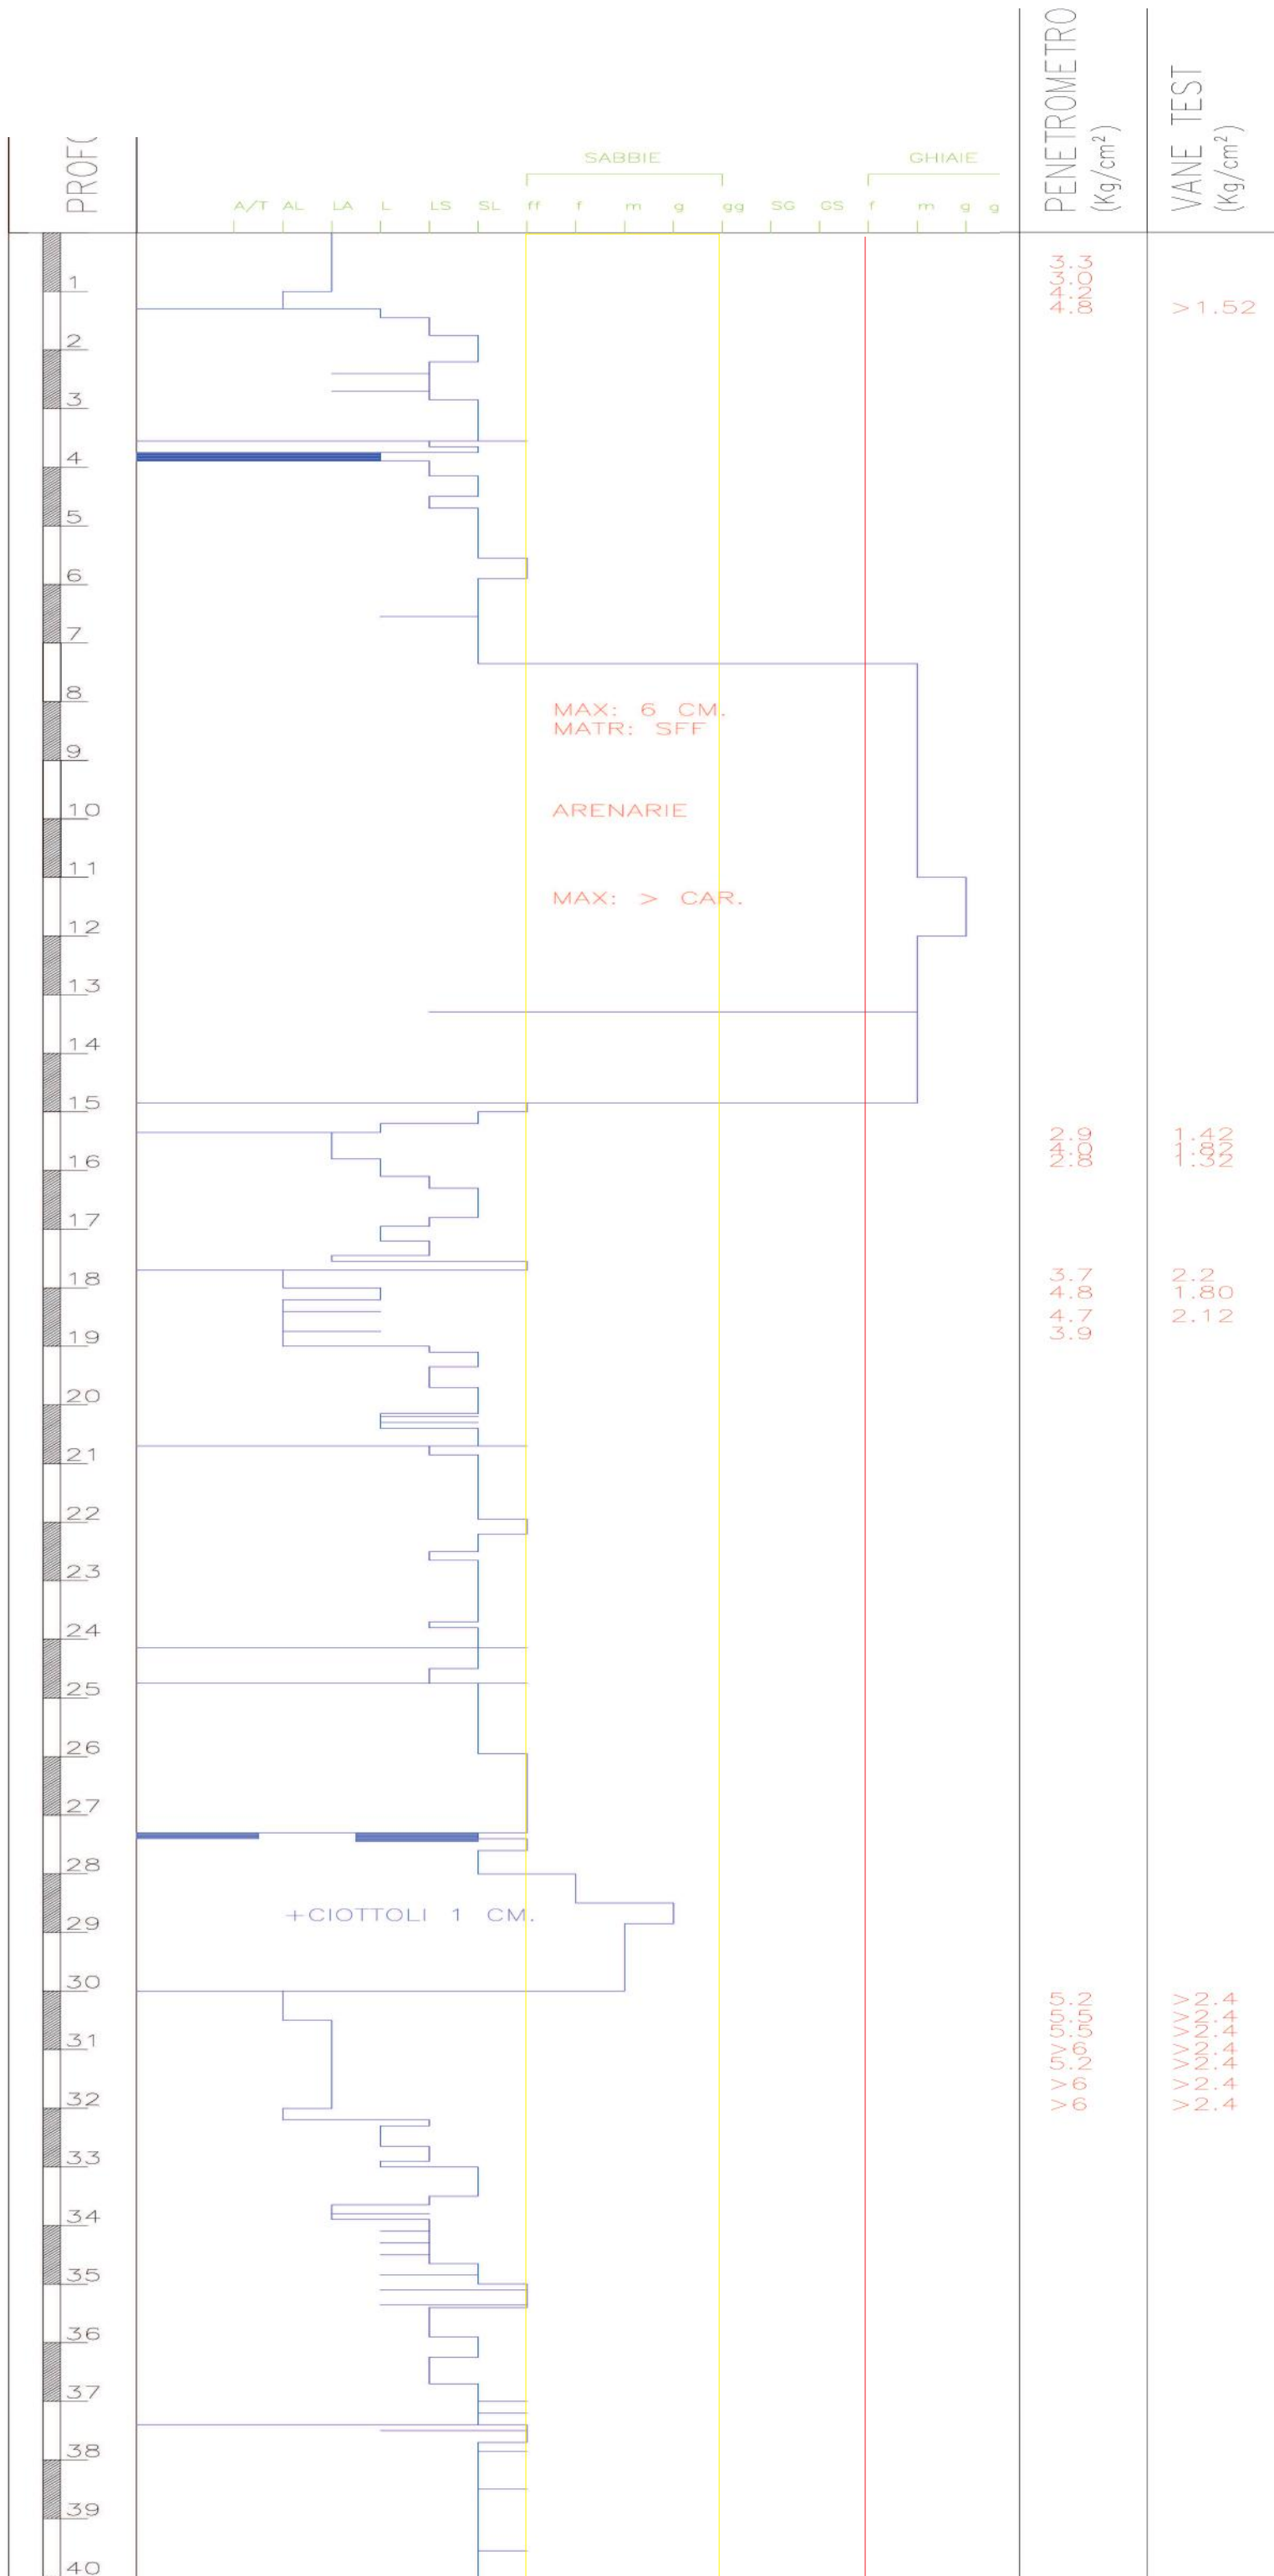 PROF(
PENETROMETRO
(Kg/cm²)
VANE TEST
(Kg/cm²)
SABBIE GHIAIE
A/T AL LA L LS SL ff f m g gg SG GS f m g g
3.3
3.0
1 4.2
4.8 >1.52
2
3
4
5
6
7
8
MAX: 6 CM.
MATR: SFF
9
10 ARENARIE
11
MAX: > CAR.
12
13
14
15
2.9 1.42
4.0 1.82
16 2.8 1.32
17
18 3.7 2.2
4.8 1.80
4.7 2.12
19 3.9
20
21
22
23
24
25
26
27
28
+CIOTTOLI 1 CM.
29
30
5.2 >2.4
5.5 >2.4
5.5 >2.4
31 >6 >2.4
5.2 >2.4
>6 >2.4
32 >6 >2.4
33
34
35
36
37
38
39
40